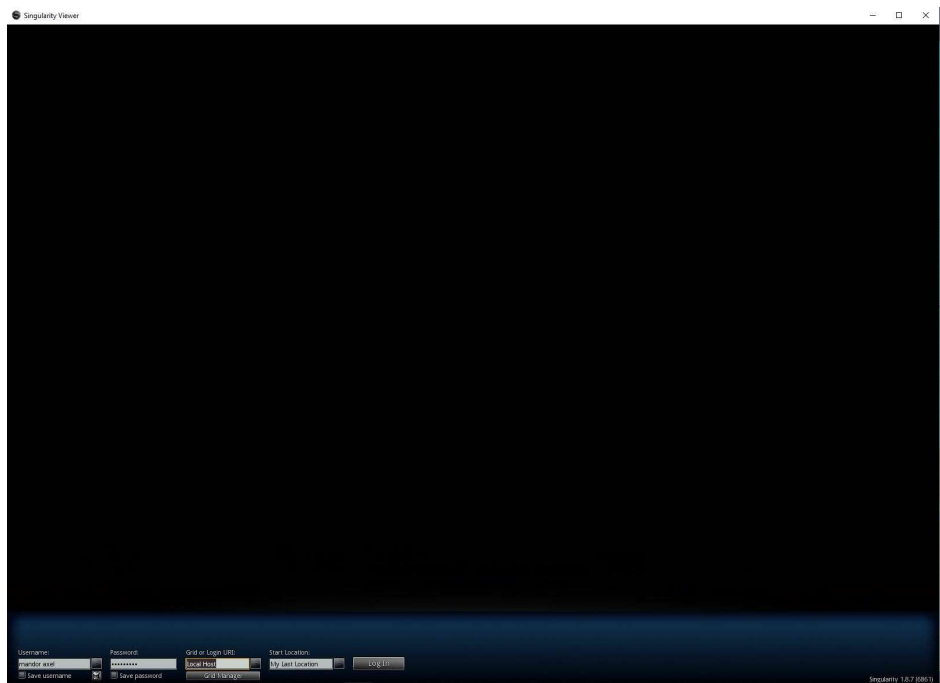 Singularity Viewer
Username: Password: Grid or Login URI: Start Location:
mandor axel ••••••••• Local Host My Last Location Log In
Save username Save password Grid Manager
Singularity 1.8.7 (6861)